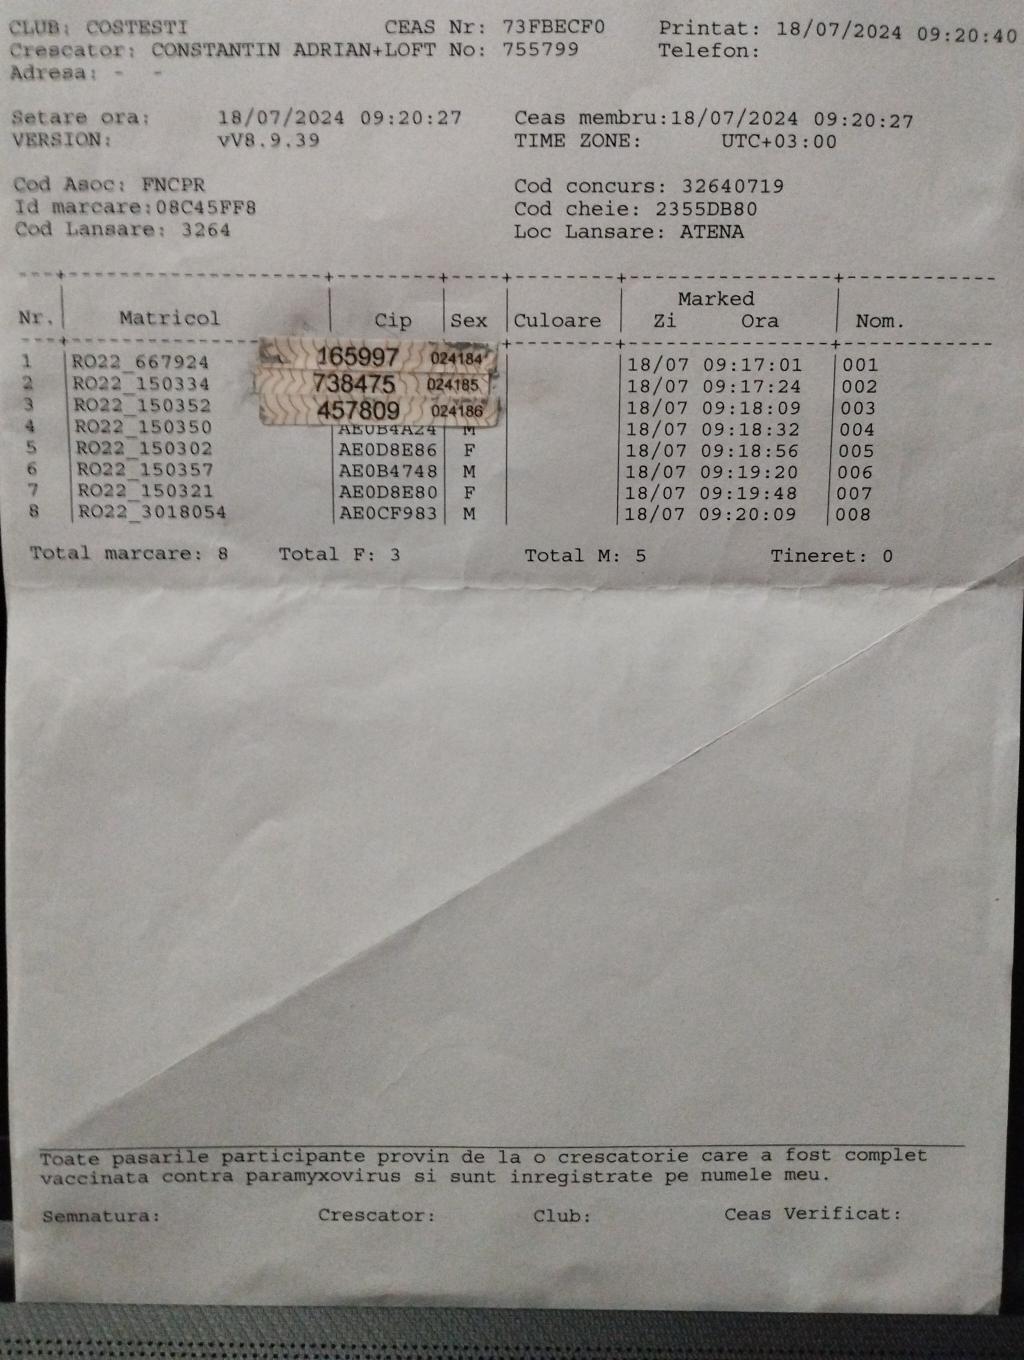 CLUB: COSTESTI CEAS Nr: 73FBECF0 Printat: 18/07/2024 09:20:40
Crescator: CONSTANTIN ADRIAN+LOFT No: 755799 Telefon:
Adresa: - -
Setare ora: 18/07/2024 09:20:27 Ceas membru:18/07/2024 09:20:27
VERSION: vV8.9.39 TIME ZONE: UTC+03:00
Cod Asoc: FNCPR Cod concurs: 32640719
Id marcare:08C45FF8 Cod cheie: 2355DB80
Cod Lansare: 3264 Loc Lansare: ATENA
Marked
Nr. Matricol Cip Sex Culoare Zi Ora Nom.
1 RO22_667924 165997 024184 18/07 09:17:01 001
2 RO22_150334 738475 024185 18/07 09:17:24 002
3 RO22_150352 457809 024186 18/07 09:18:09 003
4 RO22_150350 AE0B4A24 M 18/07 09:18:32 004
5 RO22_150302 AE0D8E86 F 18/07 09:18:56 005
6 RO22_150357 AE0B4748 M 18/07 09:19:20 006
7 RO22_150321 AE0D8E80 F 18/07 09:19:48 007
8 RO22_3018054 AE0CF983 M 18/07 09:20:09 008
Total marcare: 8 Total F: 3 Total M: 5 Tineret: 0
Toate pasarile participante provin de la o crescatorie care a fost complet
vaccinata contra paramyxovirus si sunt inregistrate pe numele meu.
Semnatura: Crescator: Club: Ceas Verificat: